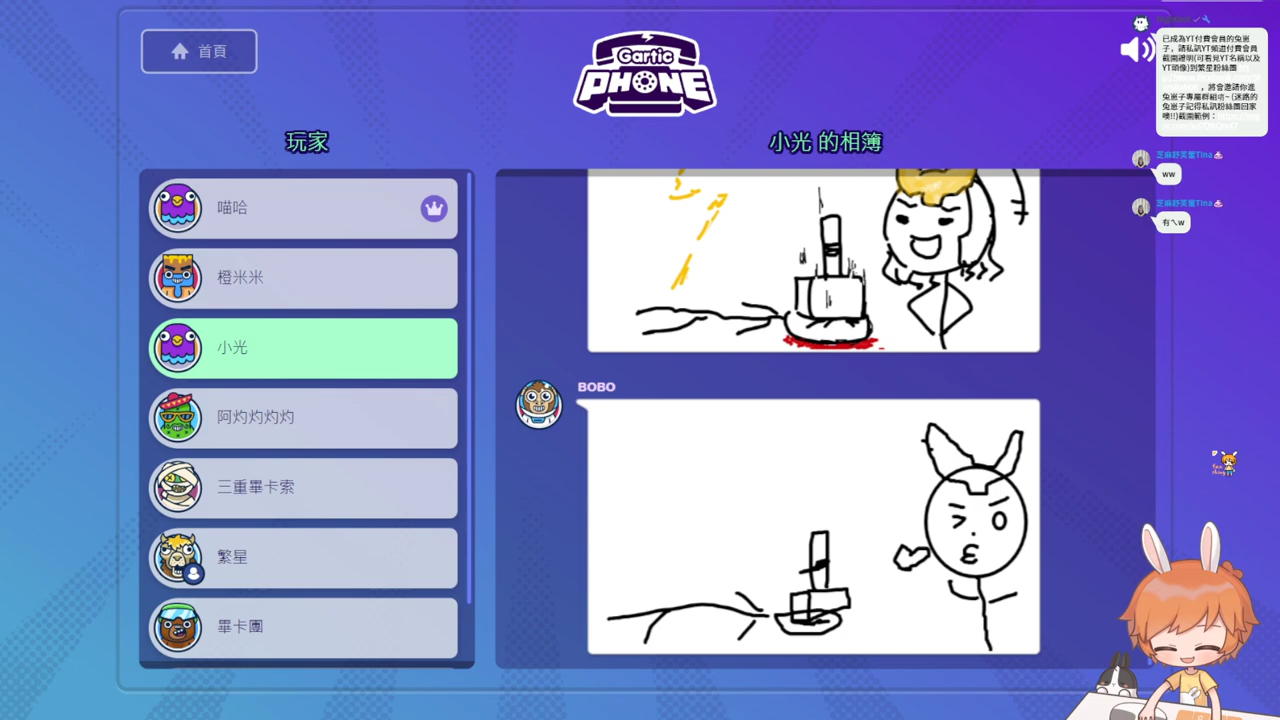 首頁
Gartic
PHONE
玩家
小光 的相簿
喵哈
橙米米
小光
阿灼灼灼灼
三重畢卡索
繁星
畢卡團
BOBO
已成為YT付費會員的兔崽
子，請私訊YT頻道付費會員
截圖證明(可看見YT名稱以及
YT頭像)到繁星粉絲團
，將會邀請你進
兔崽子專屬群組唷~ (迷路的
兔崽子記得私訊粉絲團回家
噢!!)截圖範例：
芝麻舒芙蕾Tina
ww
芝麻舒芙蕾Tina
有ㄟw